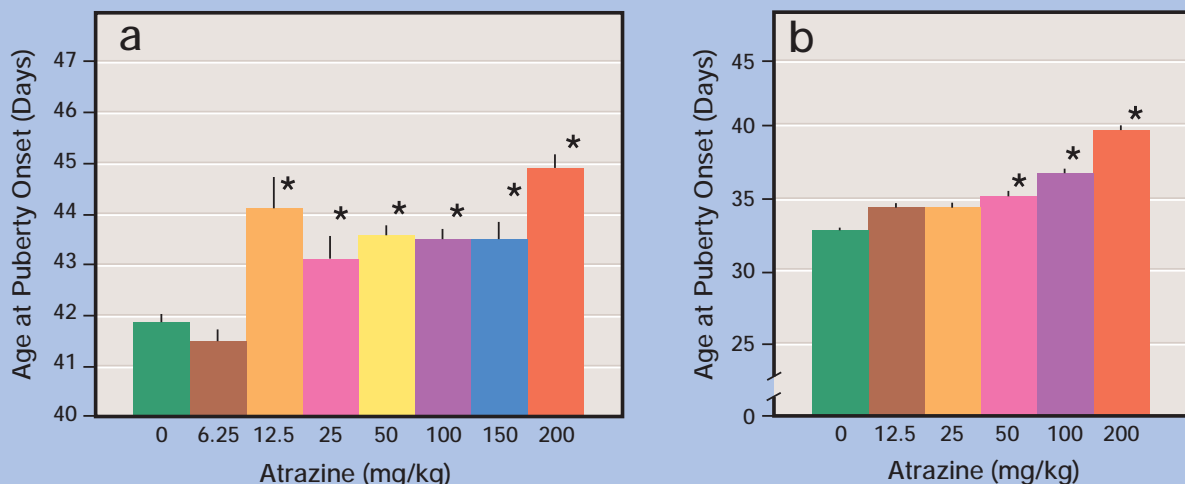 a
Age at Puberty Onset (Days)
47
46
45
44
43
42
41
40
* * * * * *
0 6.25 12.5 25 50 100 150 200
Atrazine (mg/kg)
b
Age at Puberty Onset (Days)
45
40
35
30
25
0
* * *
0 12.5 25 50 100 200
Atrazine (mg/kg)